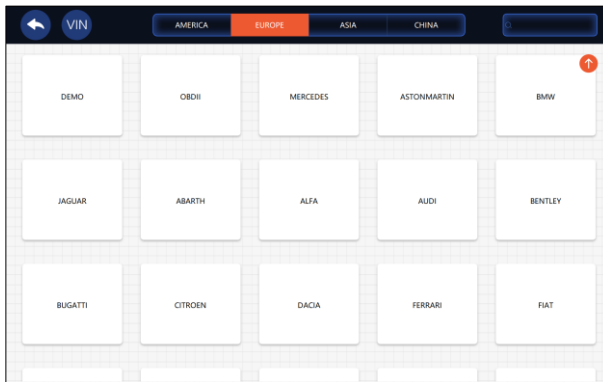 VIN AMERICA EUROPE ASIA CHINA
DEMO OBDII MERCEDES ASTONMARTIN BMW
JAGUAR ABARTH ALFA AUDI BENTLEY
BUGATTI CITROEN DACIA FERRARI FIAT